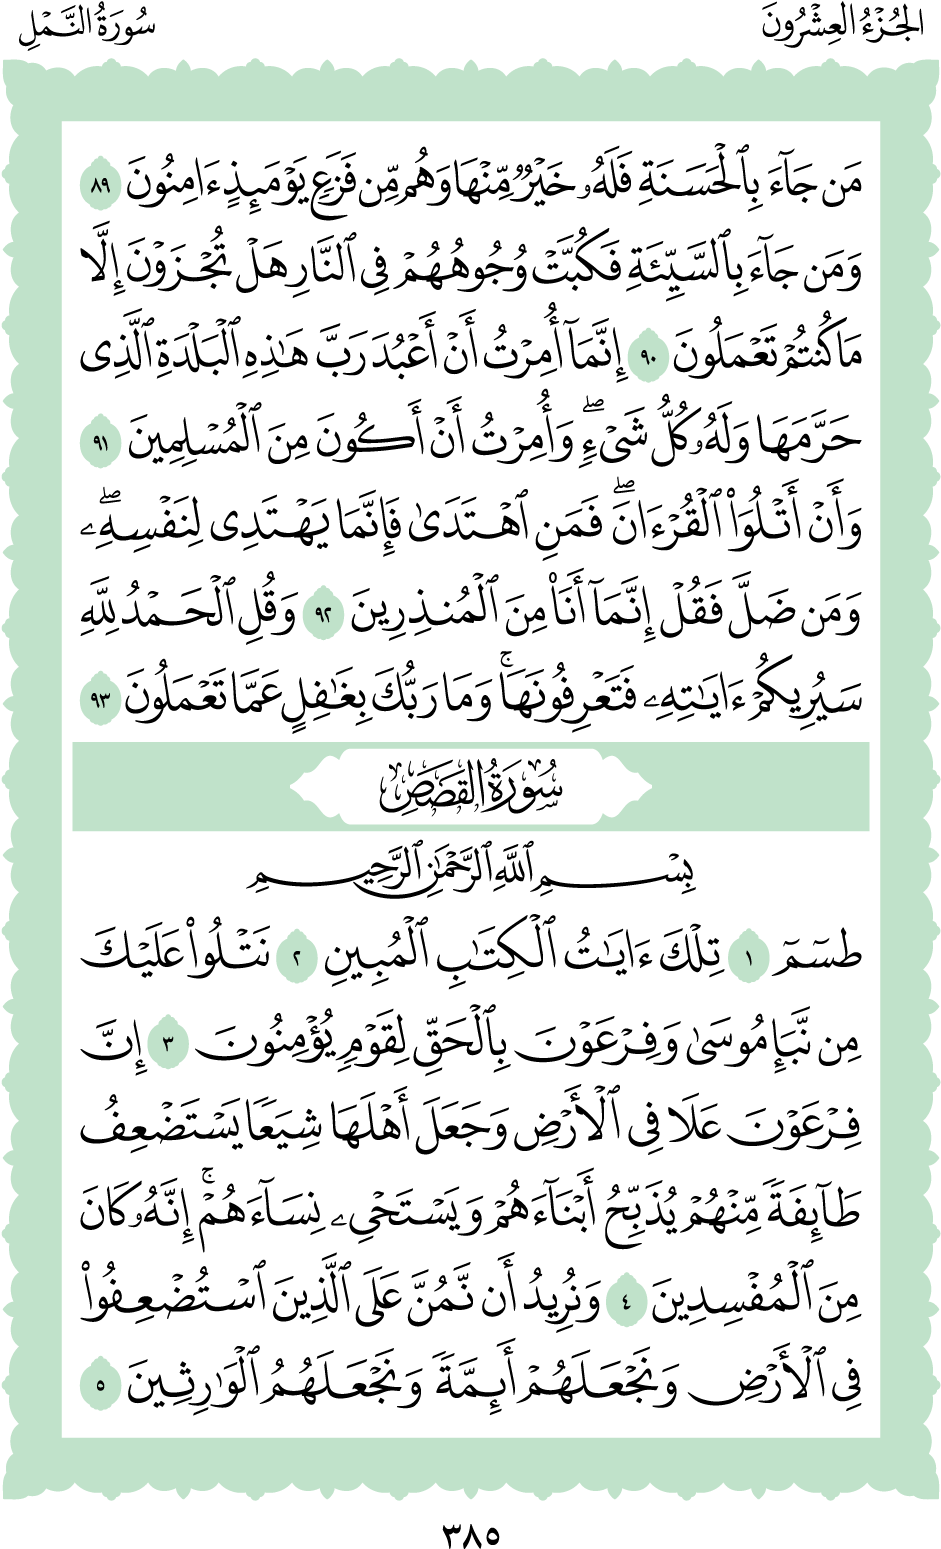 الجُزْءُ العِشْرُونَ
سُورَةُ النَّمْلِ
مَن جَآءَ بِٱلْحَسَنَةِ فَلَهُۥ خَيْرٌ مِّنْهَا وَهُم مِّن فَزَعٍ يَوْمَئِذٍ ءَامِنُونَ ٨٩
وَمَن جَآءَ بِٱلسَّيِّئَةِ فَكُبَّتْ وُجُوهُهُمْ فِى ٱلنَّارِ هَلْ تُجْزَوْنَ إِلَّا
مَا كُنتُمْ تَعْمَلُونَ ٩٠ إِنَّمَآ أُمِرْتُ أَنْ أَعْبُدَ رَبَّ هَٰذِهِ ٱلْبَلْدَةِ ٱلَّذِى
حَرَّمَهَا وَلَهُۥ كُلُّ شَىْءٍ ۖ وَأُمِرْتُ أَنْ أَكُونَ مِنَ ٱلْمُسْلِمِينَ ٩١
وَأَنْ أَتْلُوَا۟ ٱلْقُرْءَانَ ۖ فَمَنِ ٱهْتَدَىٰ فَإِنَّمَا يَهْتَدِى لِنَفْسِهِۦ ۖ
وَمَن ضَلَّ فَقُلْ إِنَّمَآ أَنَا۠ مِنَ ٱلْمُنذِرِينَ ٩٢ وَقُلِ ٱلْحَمْدُ لِلَّهِ
سَيُرِيكُمْ ءَايَٰتِهِۦ فَتَعْرِفُونَهَا ۚ وَمَا رَبُّكَ بِغَٰفِلٍ عَمَّا تَعْمَلُونَ ٩٣
سُورَةُ القَصَصِ
بِسْمِ ٱللَّهِ ٱلرَّحْمَٰنِ ٱلرَّحِيمِ
طسٓمٓ ١ تِلْكَ ءَايَٰتُ ٱلْكِتَٰبِ ٱلْمُبِينِ ٢ نَتْلُوا۟ عَلَيْكَ
مِن نَّبَإِ مُوسَىٰ وَفِرْعَوْنَ بِٱلْحَقِّ لِقَوْمٍ يُؤْمِنُونَ ٣ إِنَّ
فِرْعَوْنَ عَلَا فِى ٱلْأَرْضِ وَجَعَلَ أَهْلَهَا شِيَعًا يَسْتَضْعِفُ
طَآئِفَةً مِّنْهُمْ يُذَبِّحُ أَبْنَآءَهُمْ وَيَسْتَحْىِۦ نِسَآءَهُمْ ۚ إِنَّهُۥ كَانَ
مِنَ ٱلْمُفْسِدِينَ ٤ وَنُرِيدُ أَن نَّمُنَّ عَلَى ٱلَّذِينَ ٱسْتُضْعِفُوا۟
فِى ٱلْأَرْضِ وَنَجْعَلَهُمْ أَئِمَّةً وَنَجْعَلَهُمُ ٱلْوَٰرِثِينَ ٥
٣٨٥